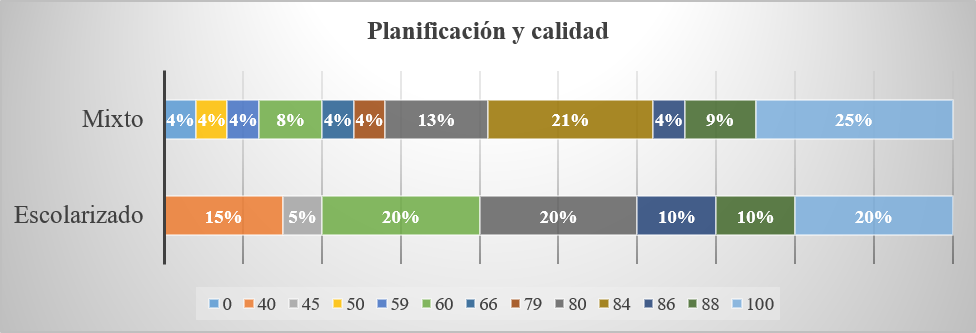 Planificación y calidad
Mixto
4% 4% 4% 8% 4% 4% 13% 21% 4% 9% 25%
Escolarizado
15% 5% 20% 20% 10% 10% 20%
0 40 45 50 59 60 66 79 80 84 86 88 100